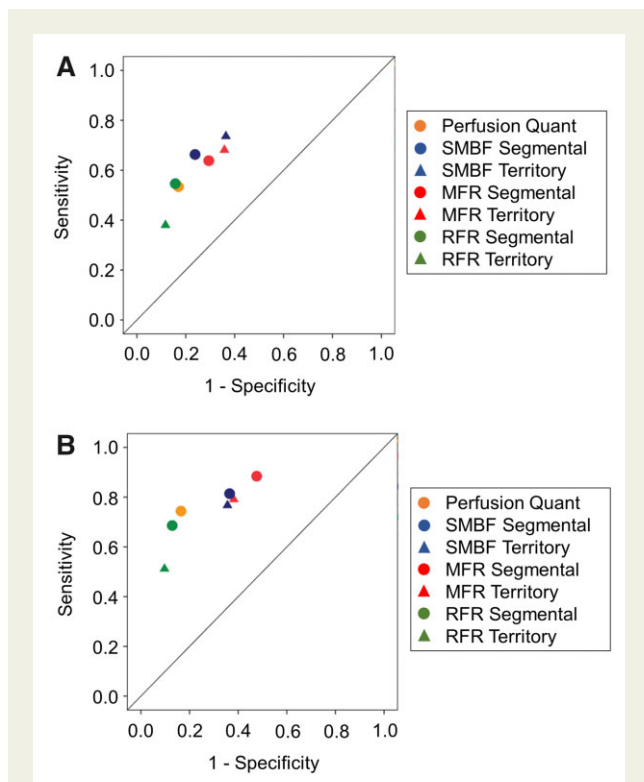 A
1.0
0.8
0.6
0.4
0.2
0.0
Sensitivity
0.0 0.2 0.4 0.6 0.8 1.0
1 - Specificity
Perfusion Quant
SMBF Segmental
SMBF Territory
MFR Segmental
MFR Territory
RFR Segmental
RFR Territory
B
1.0
0.8
0.6
0.4
0.2
0.0
Sensitivity
0.0 0.2 0.4 0.6 0.8 1.0
1 - Specificity
Perfusion Quant
SMBF Segmental
SMBF Territory
MFR Segmental
MFR Territory
RFR Segmental
RFR Territory